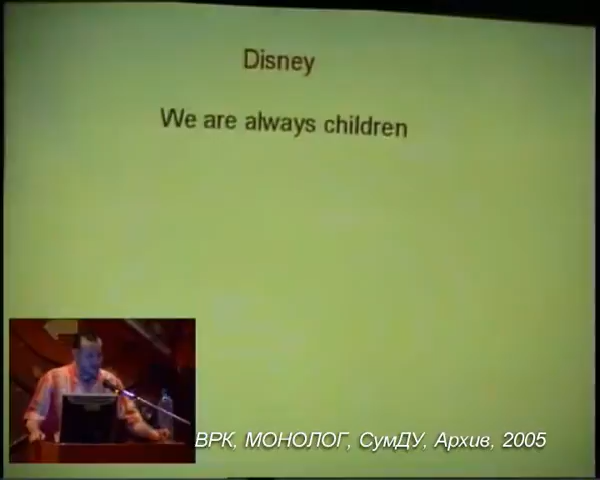 Disney
We are always children
ВРК, МОНОЛОГ, СумДУ, Архив, 2005